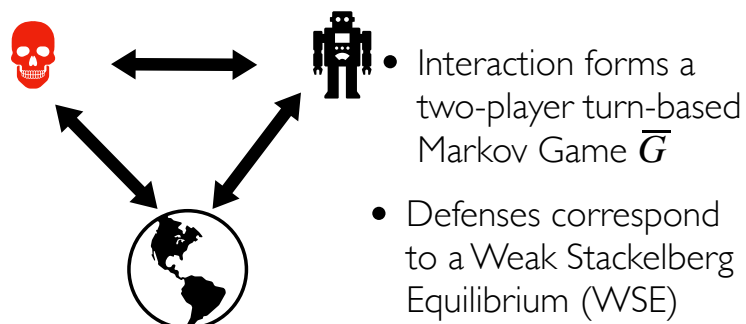 • Interaction forms a
two-player turn-based
Markov Game G̅
• Defenses correspond
to a Weak Stackelberg
Equilibrium (WSE)